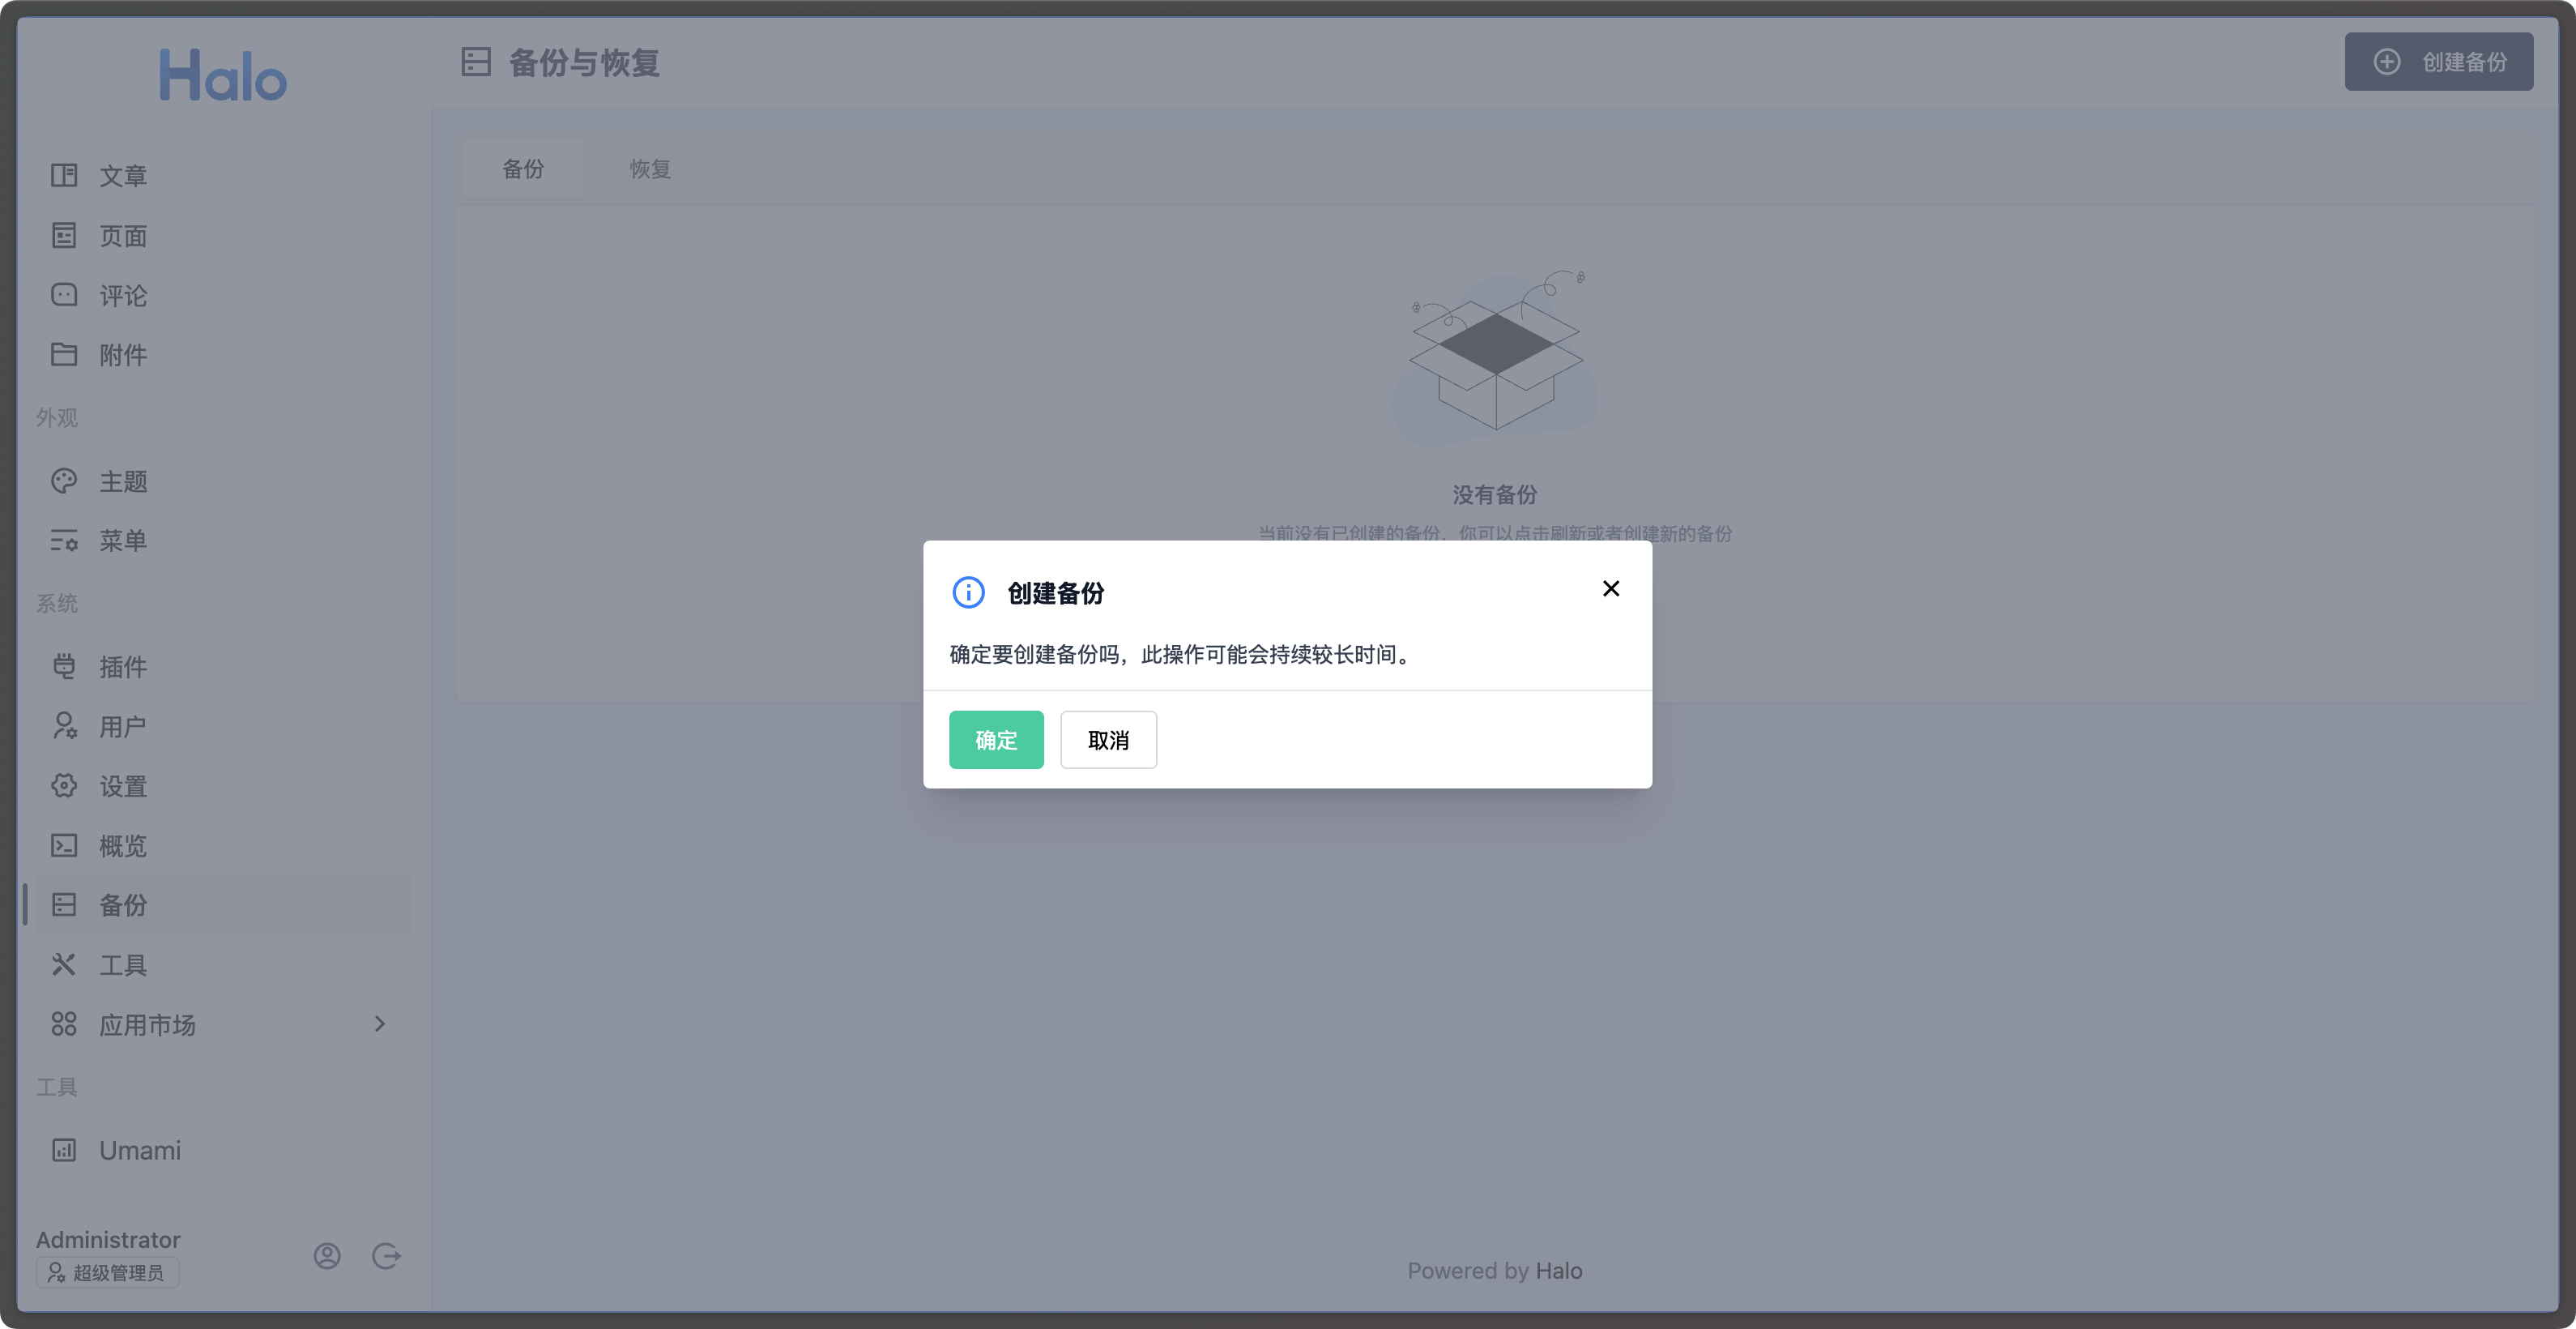 Halo
文章
页面
评论
附件
外观
主题
菜单
系统
插件
用户
设置
概览
备份
工具
应用市场
工具
Umami
Administrator
超级管理员
备份与恢复
创建备份
备份
恢复
没有备份
当前没有已创建的备份，你可以点击刷新或者创建新的备份
创建备份
确定要创建备份吗，此操作可能会持续较长时间。
确定
取消
Powered by Halo